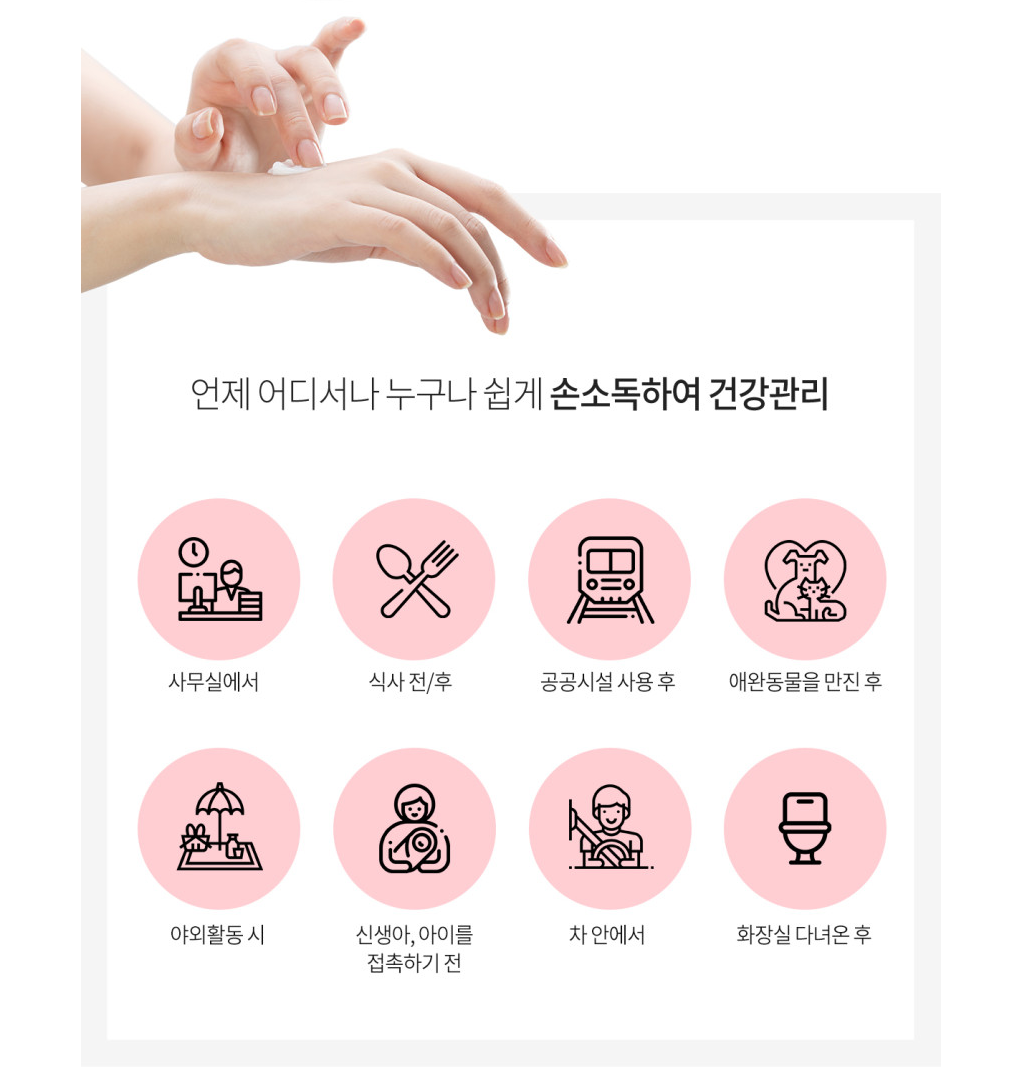 언제 어디서나 누구나 쉽게 손소독하여 건강관리
사무실에서
식사 전/후
공공시설 사용 후
애완동물을 만진 후
야외활동 시
신생아, 아이를
접촉하기 전
차 안에서
화장실 다녀온 후